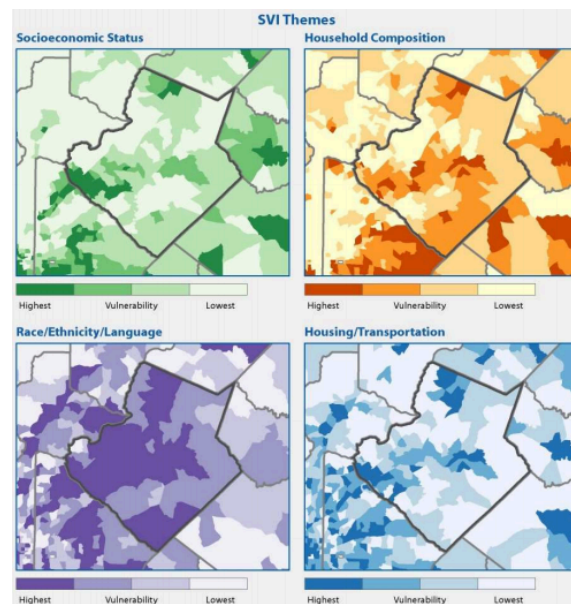 SVI Themes
Socioeconomic Status
Household Composition
Highest Vulnerability Lowest
Highest Vulnerability Lowest
Race/Ethnicity/Language
Housing/Transportation
Highest Vulnerability Lowest
Highest Vulnerability Lowest